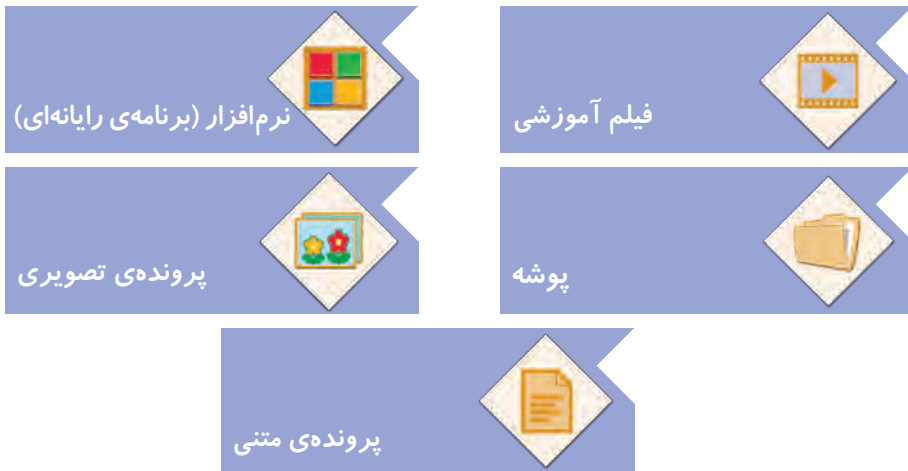 فیلم آموزشی
نرم‌افزار (برنامه‌ی رایانه‌ای)
پوشه
پرونده‌ی تصویری
پرونده‌ی متنی